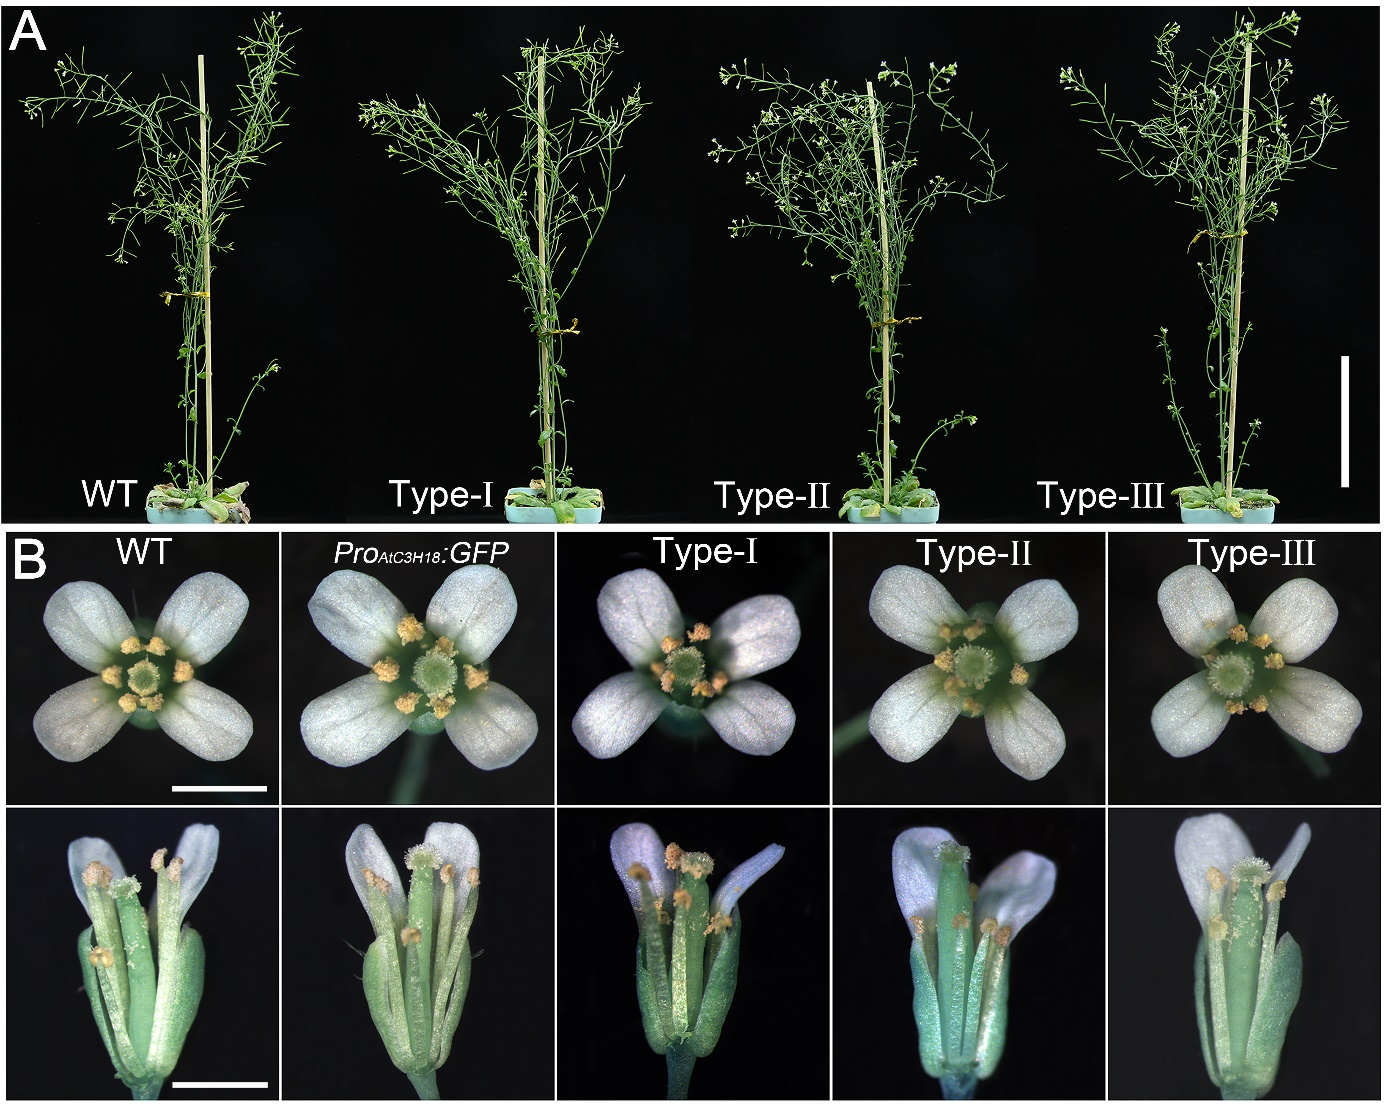 A
WT
Type-I
Type-II
Type-III
B
WT
ProAtC3H18:GFP
Type-I
Type-II
Type-III